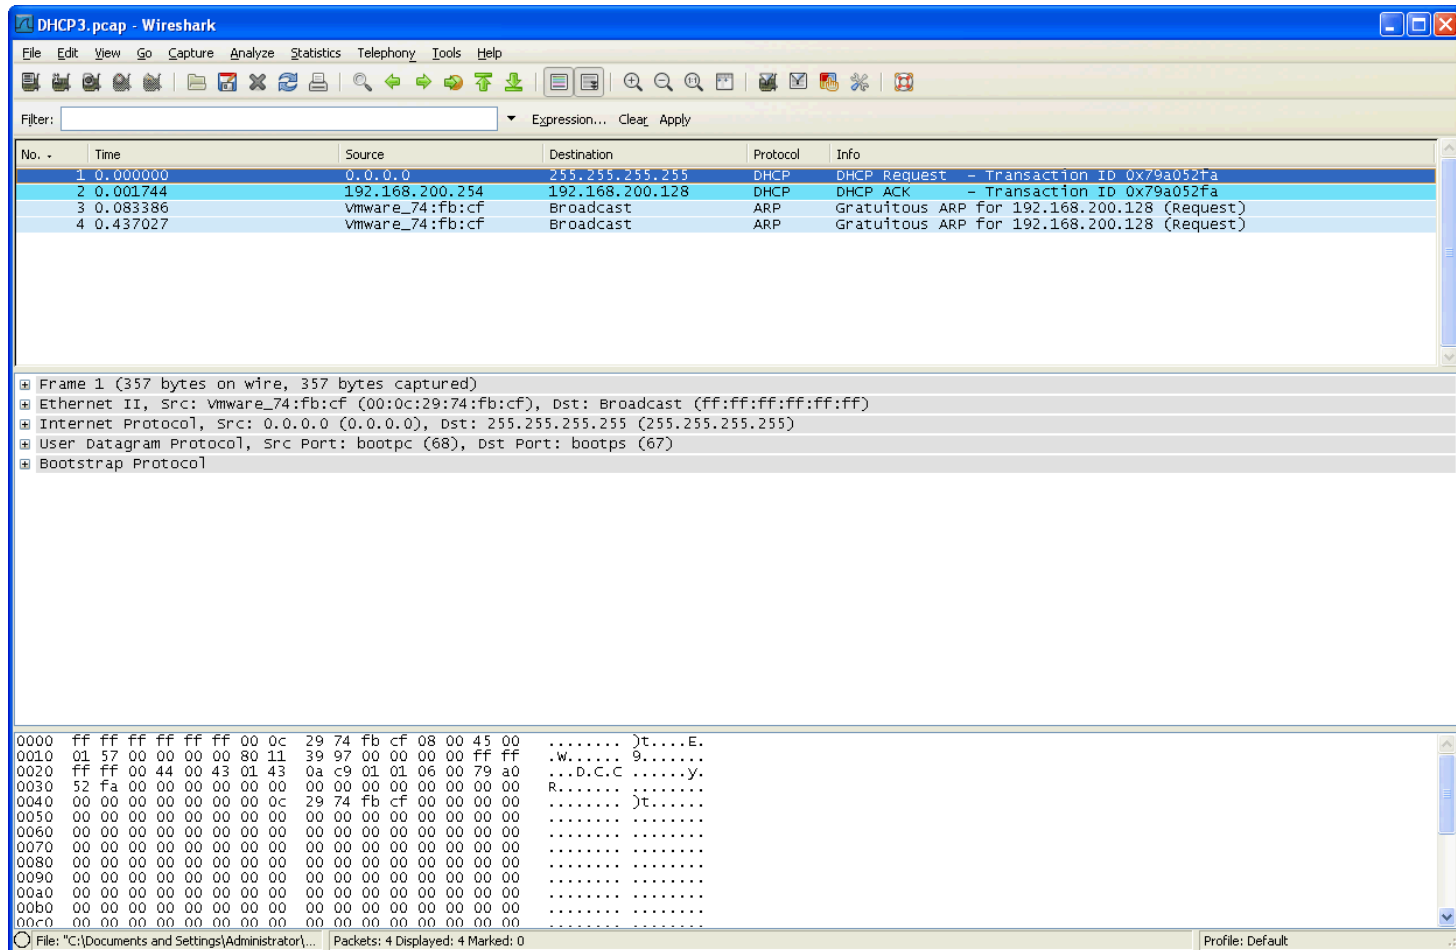 DHCP3.pcap - Wireshark
File Edit View Go Capture Analyze Statistics Telephony Tools Help
Filter: Expression... Clear Apply
No. Time Source Destination Protocol Info
1 0.000000 0.0.0.0 255.255.255.255 DHCP DHCP Request - Transaction ID 0x79a052fa
2 0.001744 192.168.200.254 192.168.200.128 DHCP DHCP ACK - Transaction ID 0x79a052fa
3 0.083386 Vmware_74:fb:cf Broadcast ARP Gratuitous ARP for 192.168.200.128 (Request)
4 0.437027 Vmware_74:fb:cf Broadcast ARP Gratuitous ARP for 192.168.200.128 (Request)
Frame 1 (357 bytes on wire, 357 bytes captured)
Ethernet II, Src: Vmware_74:fb:cf (00:0c:29:74:fb:cf), Dst: Broadcast (ff:ff:ff:ff:ff:ff)
Internet Protocol, Src: 0.0.0.0 (0.0.0.0), Dst: 255.255.255.255 (255.255.255.255)
User Datagram Protocol, Src Port: bootpc (68), Dst Port: bootps (67)
Bootstrap Protocol
0000 ff ff ff ff ff ff 00 0c 29 74 fb cf 08 00 45 00 ........ )t....E.
0010 01 57 00 00 00 00 80 11 39 97 00 00 00 00 ff ff .W...... 9.......
0020 ff ff 00 44 00 43 01 43 0a c9 01 01 06 00 79 a0 ...D.C.C ......y.
0030 52 fa 00 00 00 00 00 00 00 00 00 00 00 00 00 00 R....... ........
0040 00 00 00 00 00 00 00 0c 29 74 fb cf 00 00 00 00 ........ )t......
0050 00 00 00 00 00 00 00 00 00 00 00 00 00 00 00 00 ........ ........
0060 00 00 00 00 00 00 00 00 00 00 00 00 00 00 00 00 ........ ........
0070 00 00 00 00 00 00 00 00 00 00 00 00 00 00 00 00 ........ ........
0080 00 00 00 00 00 00 00 00 00 00 00 00 00 00 00 00 ........ ........
0090 00 00 00 00 00 00 00 00 00 00 00 00 00 00 00 00 ........ ........
00a0 00 00 00 00 00 00 00 00 00 00 00 00 00 00 00 00 ........ ........
00b0 00 00 00 00 00 00 00 00 00 00 00 00 00 00 00 00 ........ ........
00c0 00 00 00 00 00 00 00 00 00 00 00 00 00 00 00 00 ........ ........
File: "C:\Documents and Settings\Administrator\... Packets: 4 Displayed: 4 Marked: 0 Profile: Default